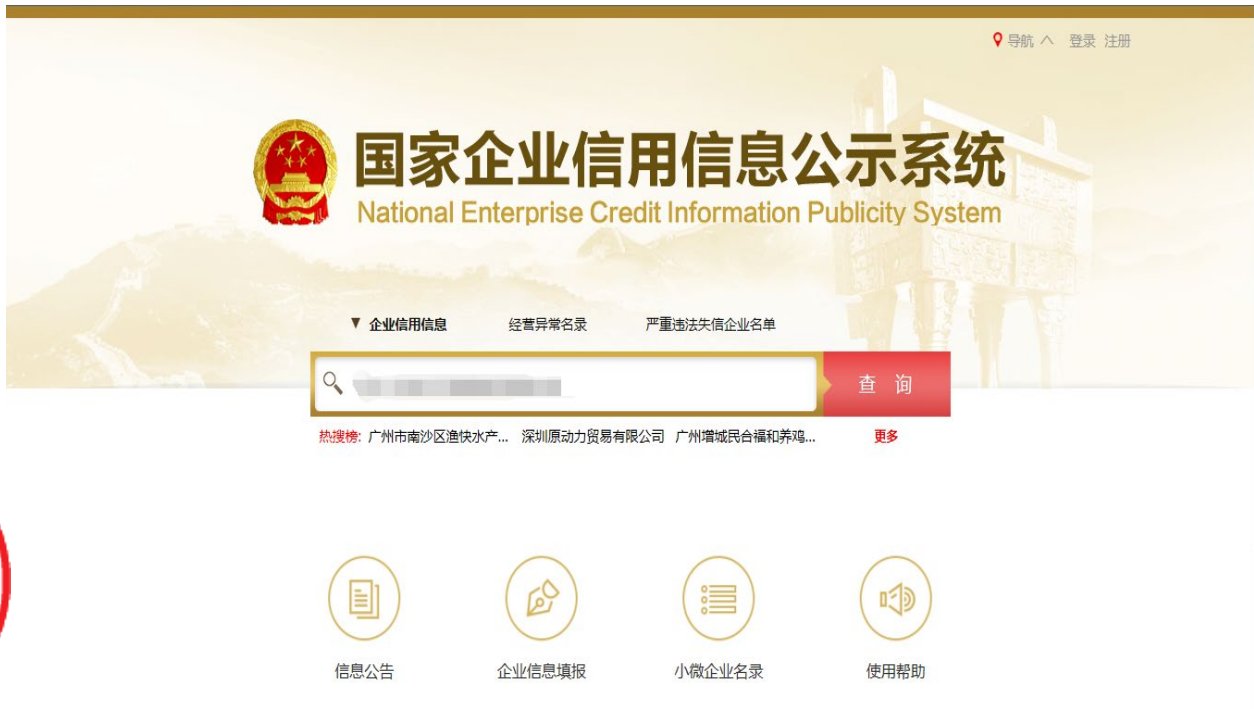 导航 登录 注册
国家企业信用信息公示系统
National Enterprise Credit Information Publicity System
企业信用信息 经营异常名录 严重违法失信企业名单
查 询
热搜榜: 广州市南沙区渔快水产... 深圳原动力贸易有限公司 广州增城民合福和养鸡... 更多
信息公告 企业信息填报 小微企业名录 使用帮助